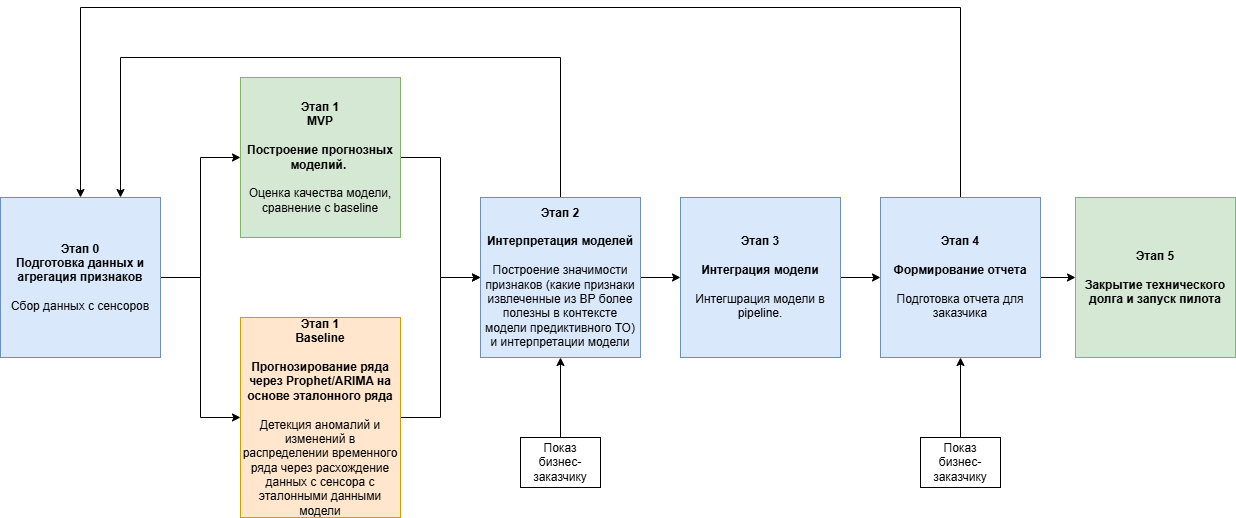 Этап 0
Подготовка данных и
агрегация признаков
Сбор данных с сенсоров
Этап 1
MVP
Построение прогнозных
моделий.
Оценка качества модели,
сравнение с baseline
Этап 1
Baseline
Прогнозирование ряда
через Prophet/ARIMA на
основе эталонного ряда
Детекция аномалий и
изменений в
распределении временного
ряда через расхождение
данных с сенсора с
эталонными данными
модели
Этап 2
Интерпретация моделей
Построение значимости
признаков (какие признаки
извлеченные из ВР более
полезны в контексте
модели предиктивного ТО)
и интерпретации модели
Показ
бизнес-
заказчику
Этап 3
Интеграция модели
Интегшрация модели в
pipeline.
Этап 4
Формирование отчета
Подготовка отчета для
заказчика
Показ
бизнес-
заказчику
Этап 5
Закрытие технического
долга и запуск пилота